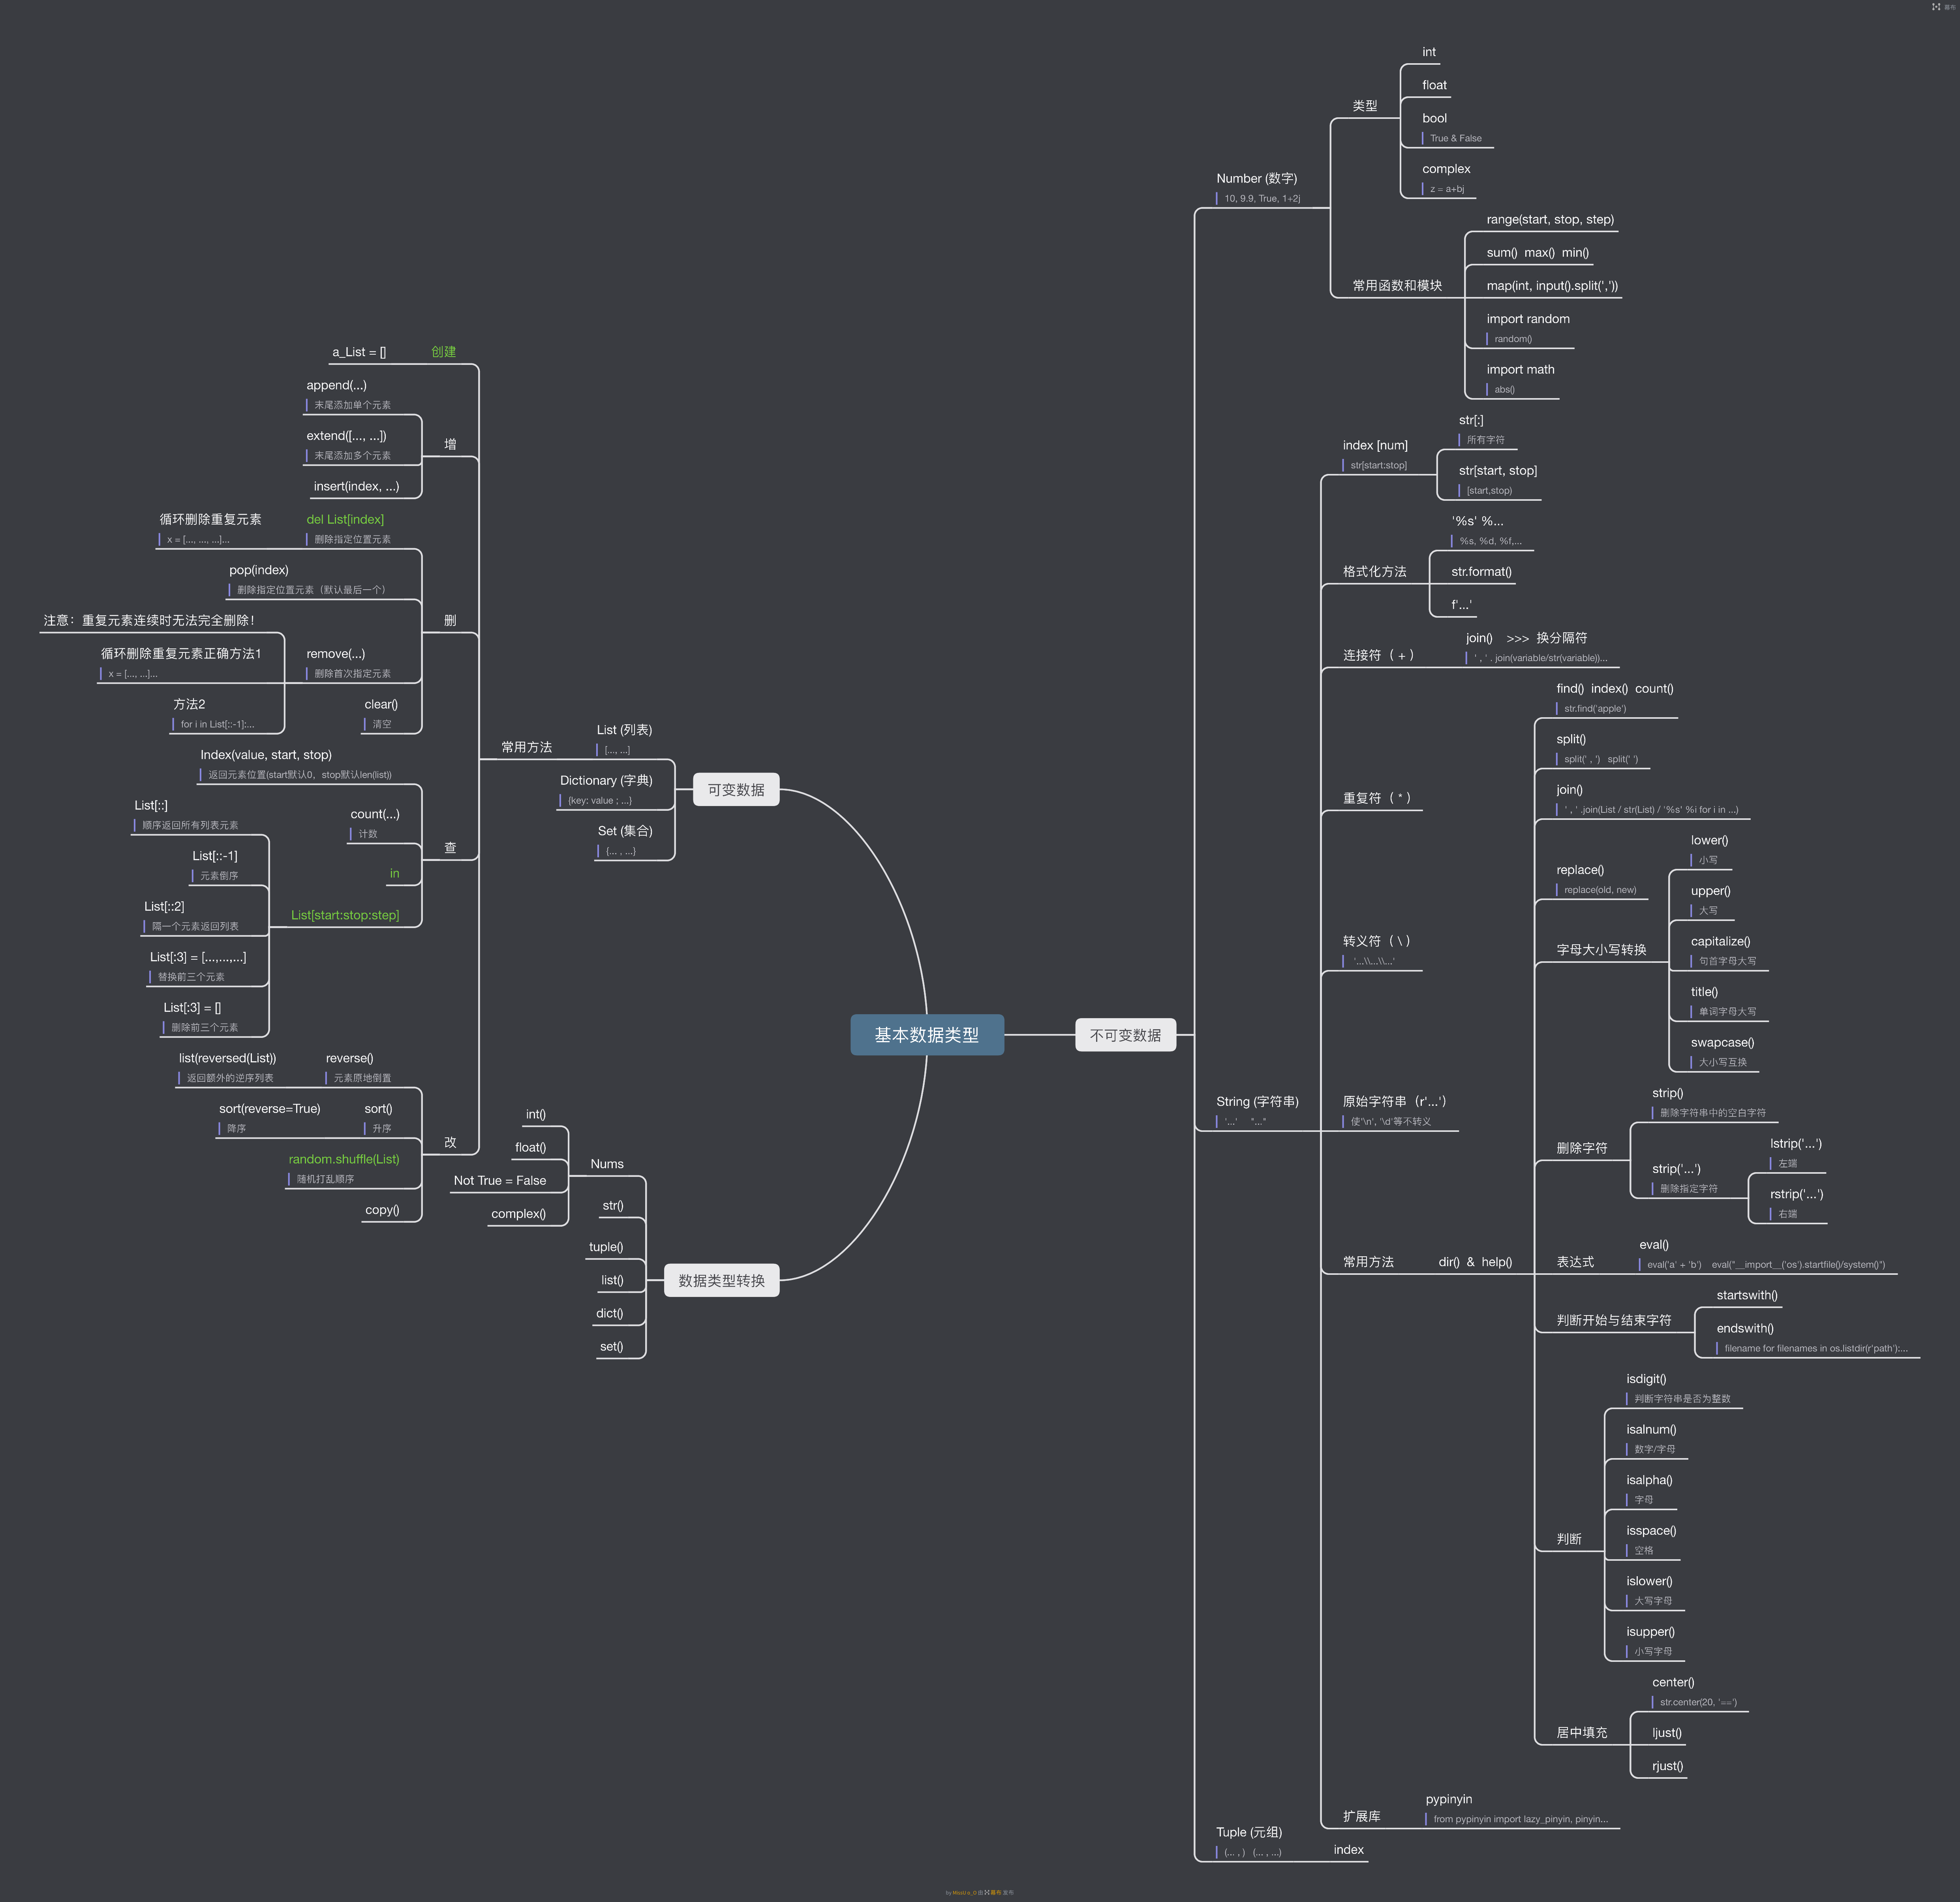 幕布
基本数据类型
不可变数据
Number (数字)
10, 9.9, True, 1+2j
类型
int
float
bool
True & False
complex
z = a+bj
常用函数和模块
range(start, stop, step)
sum()  max()  min()
map(int, input().split(','))
import random
random()
import math
abs()
String (字符串)
'...'     "..."
index [num]
str[start:stop]
str[:]
所有字符
str[start, stop]
[start,stop)
格式化方法
'%s' %...
%s, %d, %f,...
str.format()
f'...'
连接符（ + ）
join()    >>>  换分隔符
' , ' . join(variable/str(variable))...
重复符（ * ）
转义符（ \ ）
'...\\...\\...'
原始字符串（r'...'）
使'\n', '\d'等不转义
常用方法
dir()  &  help()
find()  index()  count()
str.find('apple')
split()
split(' , ')   split(' ')
join()
' , ' .join(List / str(List) / '%s' %i for i in ...)
replace()
replace(old, new)
字母大小写转换
lower()
小写
upper()
大写
capitalize()
句首字母大写
title()
单词字母大写
swapcase()
大小写互换
删除字符
strip()
删除字符串中的空白字符
strip('...')
删除指定字符
lstrip('...')
左端
rstrip('...')
右端
表达式
eval()
eval('a' + 'b')    eval("__import__('os').startfile()/system()")
判断开始与结束字符
startswith()
endswith()
filename for filenames in os.listdir(r'path'):...
判断
isdigit()
判断字符串是否为整数
isalnum()
数字/字母
isalpha()
字母
isspace()
空格
islower()
大写字母
isupper()
小写字母
居中填充
center()
str.center(20, '==')
ljust()
rjust()
扩展库
pypinyin
from pypinyin import lazy_pinyin, pinyin...
Tuple (元组)
(... , )   (... , ...)
index
可变数据
List (列表)
[..., ...]
常用方法
创建
a_List = []
增
append(...)
末尾添加单个元素
extend([..., ...])
末尾添加多个元素
insert(index, ...)
删
del List[index]
删除指定位置元素
循环删除重复元素
x = [..., ..., ...]...
pop(index)
删除指定位置元素（默认最后一个）
remove(...)
删除首次指定元素
注意：重复元素连续时无法完全删除！
循环删除重复元素正确方法1
x = [..., ...]...
方法2
for i in List[::-1]:...
clear()
清空
查
Index(value, start, stop)
返回元素位置(start默认0，stop默认len(list))
count(...)
计数
in
List[start:stop:step]
List[::]
顺序返回所有列表元素
List[::-1]
元素倒序
List[::2]
隔一个元素返回列表
List[:3] = [...,...,...]
替换前三个元素
List[:3] = []
删除前三个元素
改
reverse()
元素原地倒置
list(reversed(List))
返回额外的逆序列表
sort()
升序
sort(reverse=True)
降序
random.shuffle(List)
随机打乱顺序
copy()
Dictionary (字典)
{key: value ; ...}
Set (集合)
{... , ...}
数据类型转换
Nums
int()
float()
Not True = False
complex()
str()
tuple()
list()
dict()
set()